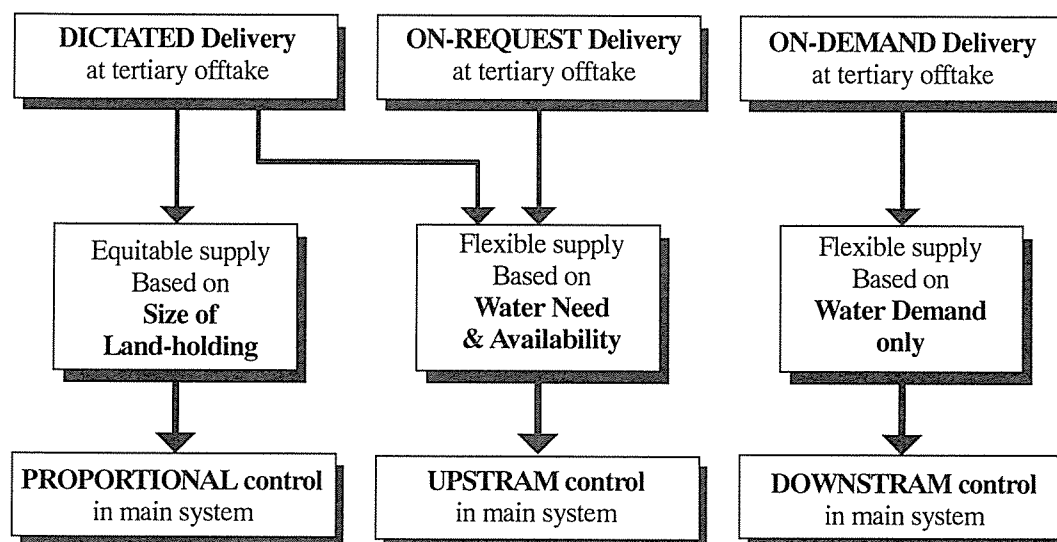 DICTATED Delivery
at tertiary offtake
ON-REQUEST Delivery
at tertiary offtake
ON-DEMAND Delivery
at tertiary offtake
Equitable supply
Based on
Size of
Land-holding
Flexible supply
Based on
Water Need
& Availability
Flexible supply
Based on
Water Demand
only
PROPORTIONAL control
in main system
UPSTRAM control
in main system
DOWNSTRAM control
in main system